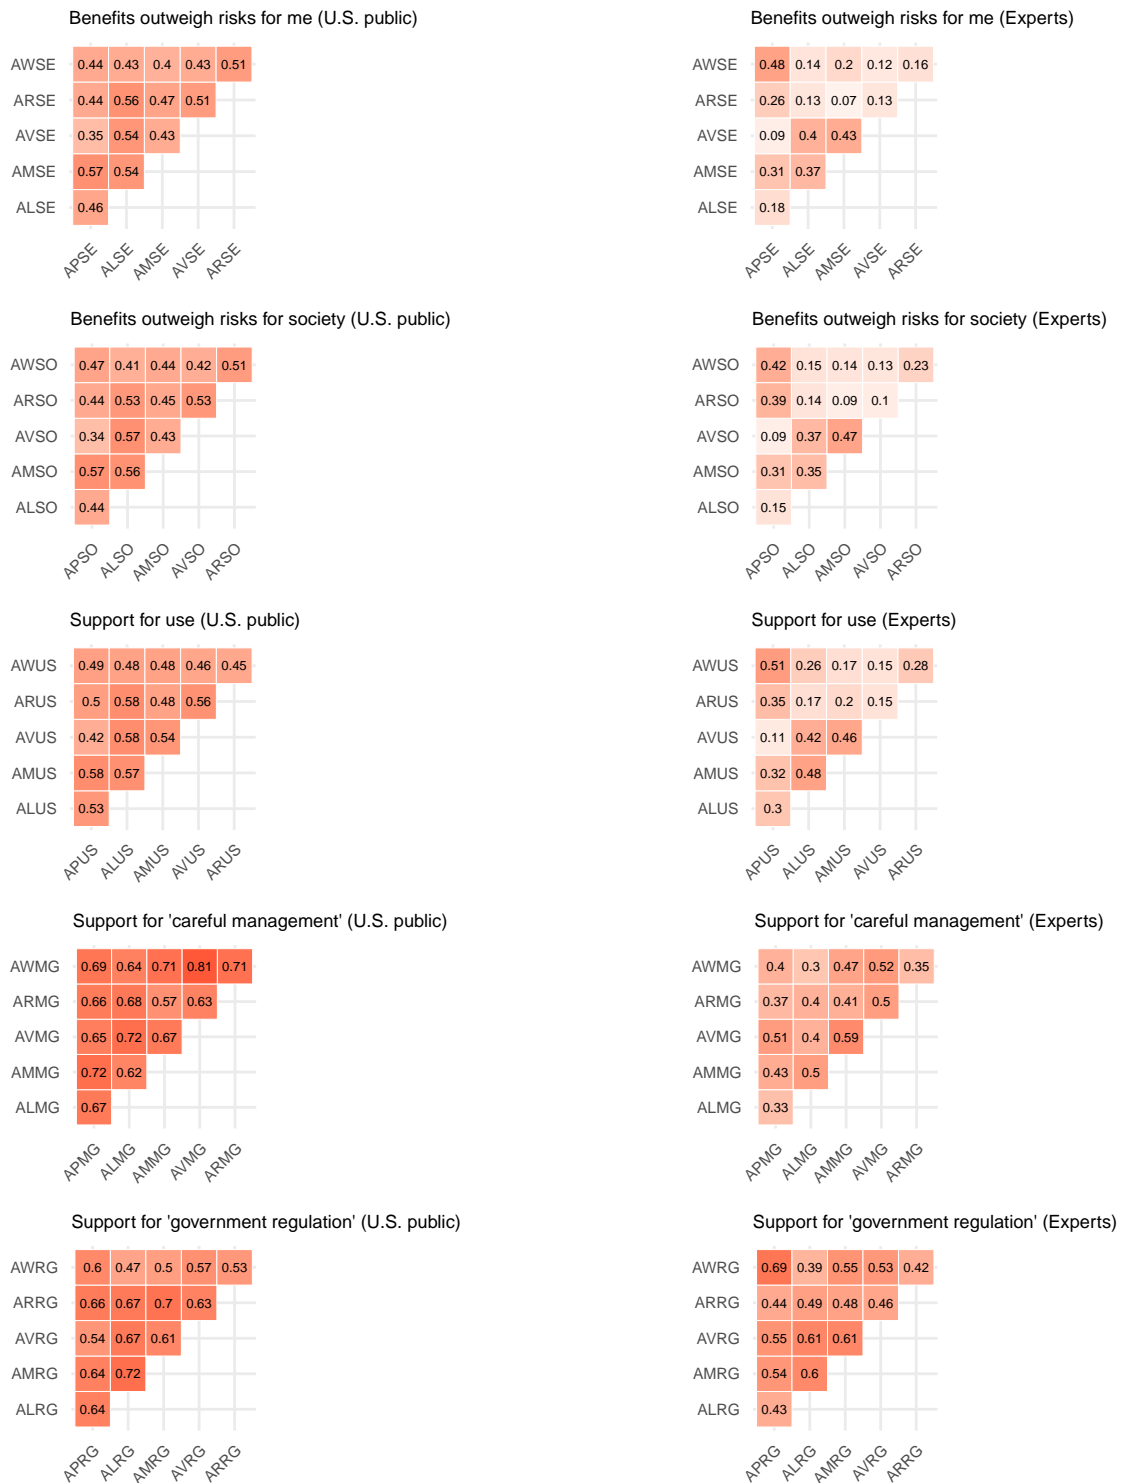 Benefits outweigh risks for me (U.S. public)
AWSE 0.44 0.43 0.4 0.43 0.51
ARSE 0.44 0.56 0.47 0.51
AVSE 0.35 0.54 0.43
AMSE 0.57 0.54
ALSE 0.46
APSE ALSE AMSE AVSE ARSE
Benefits outweigh risks for me (Experts)
AWSE 0.48 0.14 0.2 0.12 0.16
ARSE 0.26 0.13 0.07 0.13
AVSE 0.09 0.4 0.43
AMSE 0.31 0.37
ALSE 0.18
APSE ALSE AMSE AVSE ARSE
Benefits outweigh risks for society (U.S. public)
AWSO 0.47 0.41 0.44 0.42 0.51
ARSO 0.44 0.53 0.45 0.53
AVSO 0.34 0.57 0.43
AMSO 0.57 0.56
ALSO 0.44
APSO ALSO AMSO AVSO ARSO
Benefits outweigh risks for society (Experts)
AWSO 0.42 0.15 0.14 0.13 0.23
ARSO 0.39 0.14 0.09 0.1
AVSO 0.09 0.37 0.47
AMSO 0.31 0.35
ALSO 0.15
APSO ALSO AMSO AVSO ARSO
Support for use (U.S. public)
AWUS 0.49 0.48 0.48 0.46 0.45
ARUS 0.5 0.58 0.48 0.56
AVUS 0.42 0.58 0.54
AMUS 0.58 0.57
ALUS 0.53
APUS ALUS AMUS AVUS ARUS
Support for use (Experts)
AWUS 0.51 0.26 0.17 0.15 0.28
ARUS 0.35 0.17 0.2 0.15
AVUS 0.11 0.42 0.46
AMUS 0.32 0.48
ALUS 0.3
APUS ALUS AMUS AVUS ARUS
Support for 'careful management' (U.S. public)
AWMG 0.69 0.64 0.71 0.81 0.71
ARMG 0.66 0.68 0.57 0.63
AVMG 0.65 0.72 0.67
AMMG 0.72 0.62
ALMG 0.67
APMG ALMG AMMG AVMG ARMG
Support for 'careful management' (Experts)
AWMG 0.4 0.3 0.47 0.52 0.35
ARMG 0.37 0.4 0.41 0.5
AVMG 0.51 0.4 0.59
AMMG 0.43 0.5
ALMG 0.33
APMG ALMG AMMG AVMG ARMG
Support for 'government regulation' (U.S. public)
AWRG 0.6 0.47 0.5 0.57 0.53
ARRG 0.66 0.67 0.7 0.63
AVRG 0.54 0.67 0.61
AMRG 0.64 0.72
ALRG 0.64
APRG ALRG AMRG AVRG ARRG
Support for 'government regulation' (Experts)
AWRG 0.69 0.39 0.55 0.53 0.42
ARRG 0.44 0.49 0.48 0.46
AVRG 0.55 0.61 0.61
AMRG 0.54 0.6
ALRG 0.43
APRG ALRG AMRG AVRG ARRG